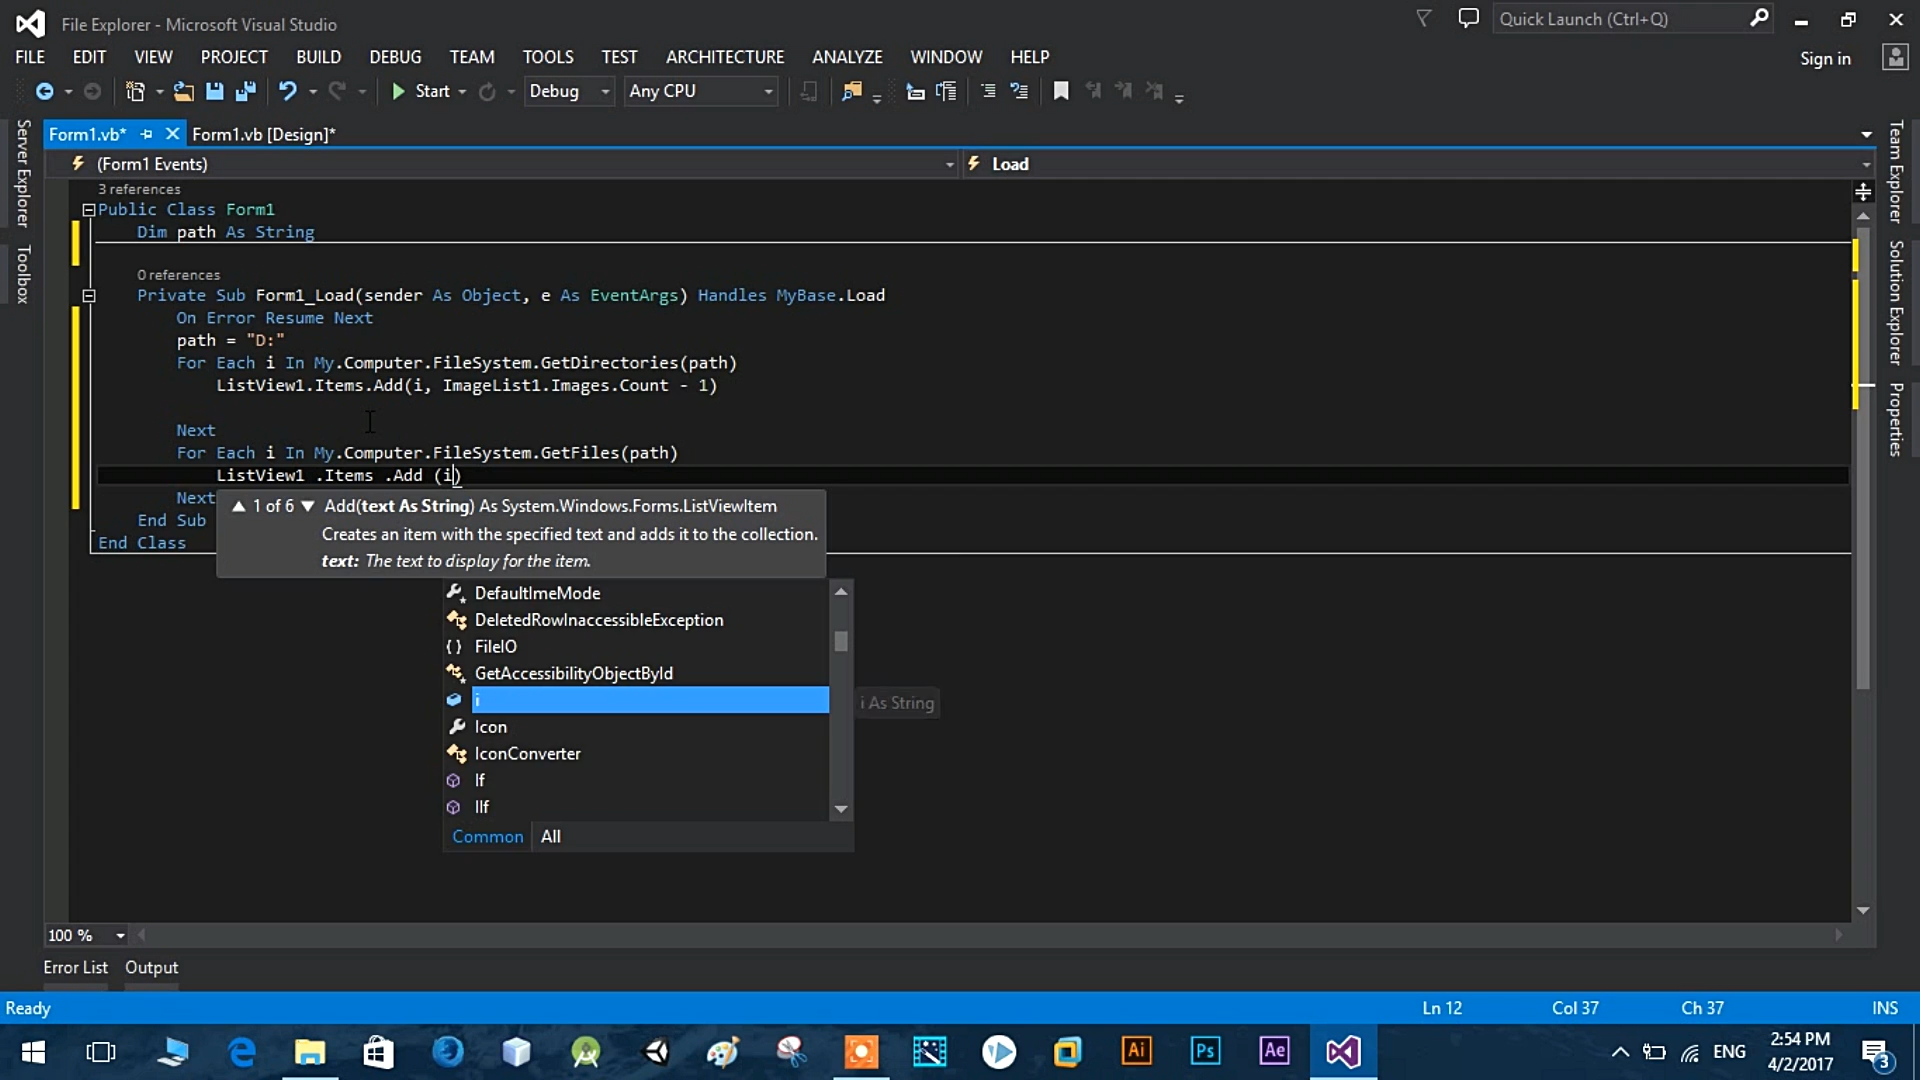 File Explorer - Microsoft Visual Studio
Quick Launch (Ctrl+Q)
FILE EDIT VIEW PROJECT BUILD DEBUG TEAM TOOLS TEST ARCHITECTURE ANALYZE WINDOW HELP
Sign in
Start Debug Any CPU
Form1.vb* Form1.vb [Design]*
(Form1 Events) Load
Server Explorer
Toolbox
Team Explorer
Solution Explorer
Properties
3 references
Public Class Form1
Dim path As String
0 references
Private Sub Form1_Load(sender As Object, e As EventArgs) Handles MyBase.Load
On Error Resume Next
path = "D:"
For Each i In My.Computer.FileSystem.GetDirectories(path)
ListView1.Items.Add(i, ImageList1.Images.Count - 1)
Next
For Each i In My.Computer.FileSystem.GetFiles(path)
ListView1 .Items .Add (i)
Next
End Sub
End Class
1 of 6 Add(text As String) As System.Windows.Forms.ListViewItem
Creates an item with the specified text and adds it to the collection.
text: The text to display for the item.
DefaultImeMode
DeletedRowInaccessibleException
FileIO
GetAccessibilityObjectById
i
i As String
Icon
IconConverter
If
IIf
Common All
100 %
Error List Output
Ready Ln 12 Col 37 Ch 37 INS
Ai Ps Ae
ENG
2:54 PM
4/2/2017
3